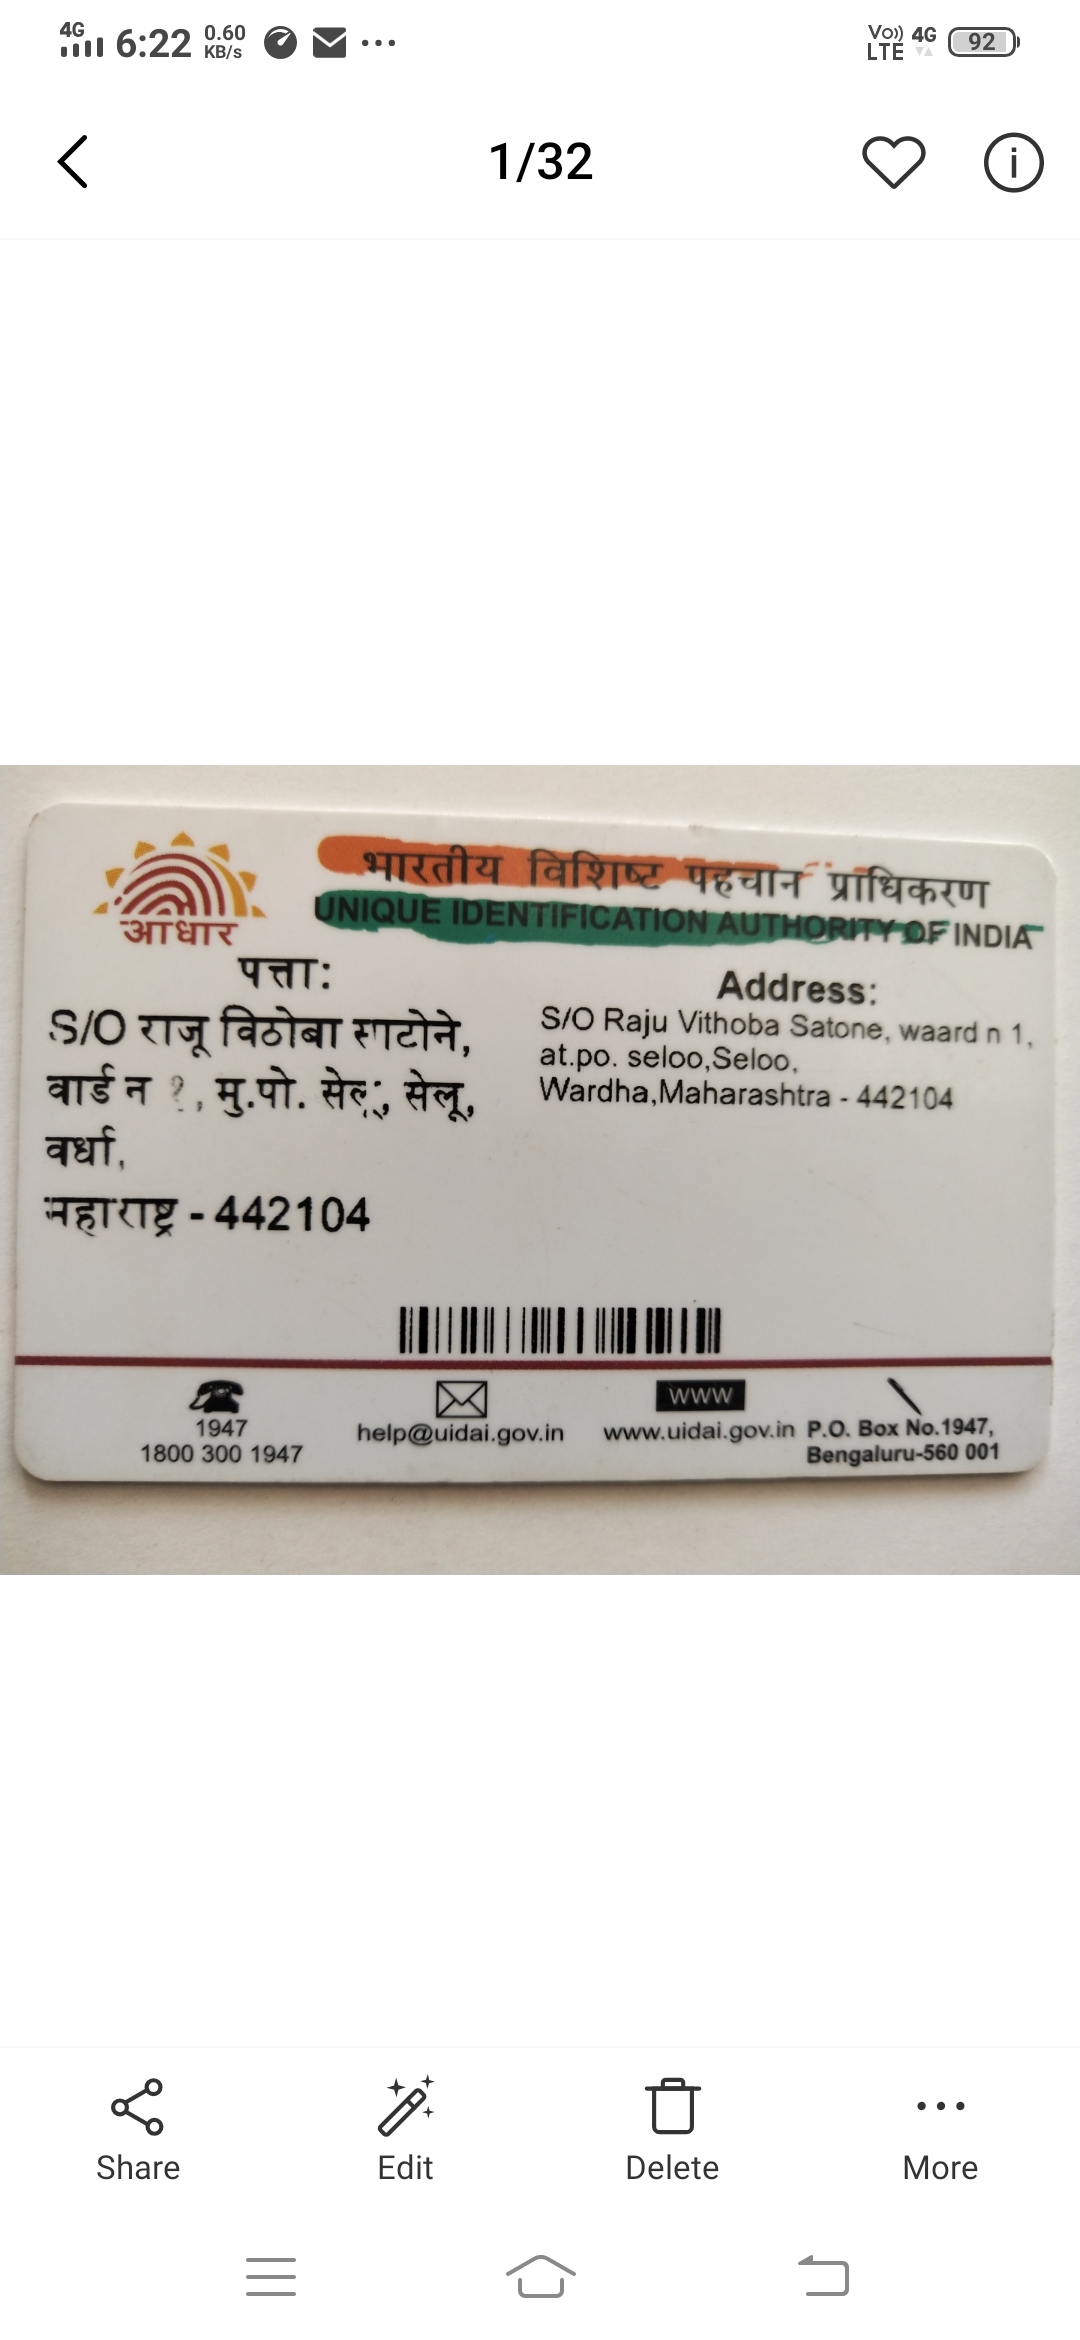 4G 6:22 0.60 KB/s ... Vo)) LTE 4G 92
1/32
भारतीय विशिष्ट पहचान प्राधिकरण
UNIQUE IDENTIFICATION AUTHORITY OF INDIA
आधार
पत्ता:
S/O राजू विठोबा साटोने,
वार्ड न , मु.पो. सेलू, सेलू,
वर्धा,
महाराष्ट्र - 442104
Address:
S/O Raju Vithoba Satone, waard n 1,
at.po. seloo,Seloo,
Wardha,Maharashtra - 442104
1947
1800 300 1947
help@uidai.gov.in
www
www.uidai.gov.in
P.O. Box No.1947,
Bengaluru-560 001
Share Edit Delete More